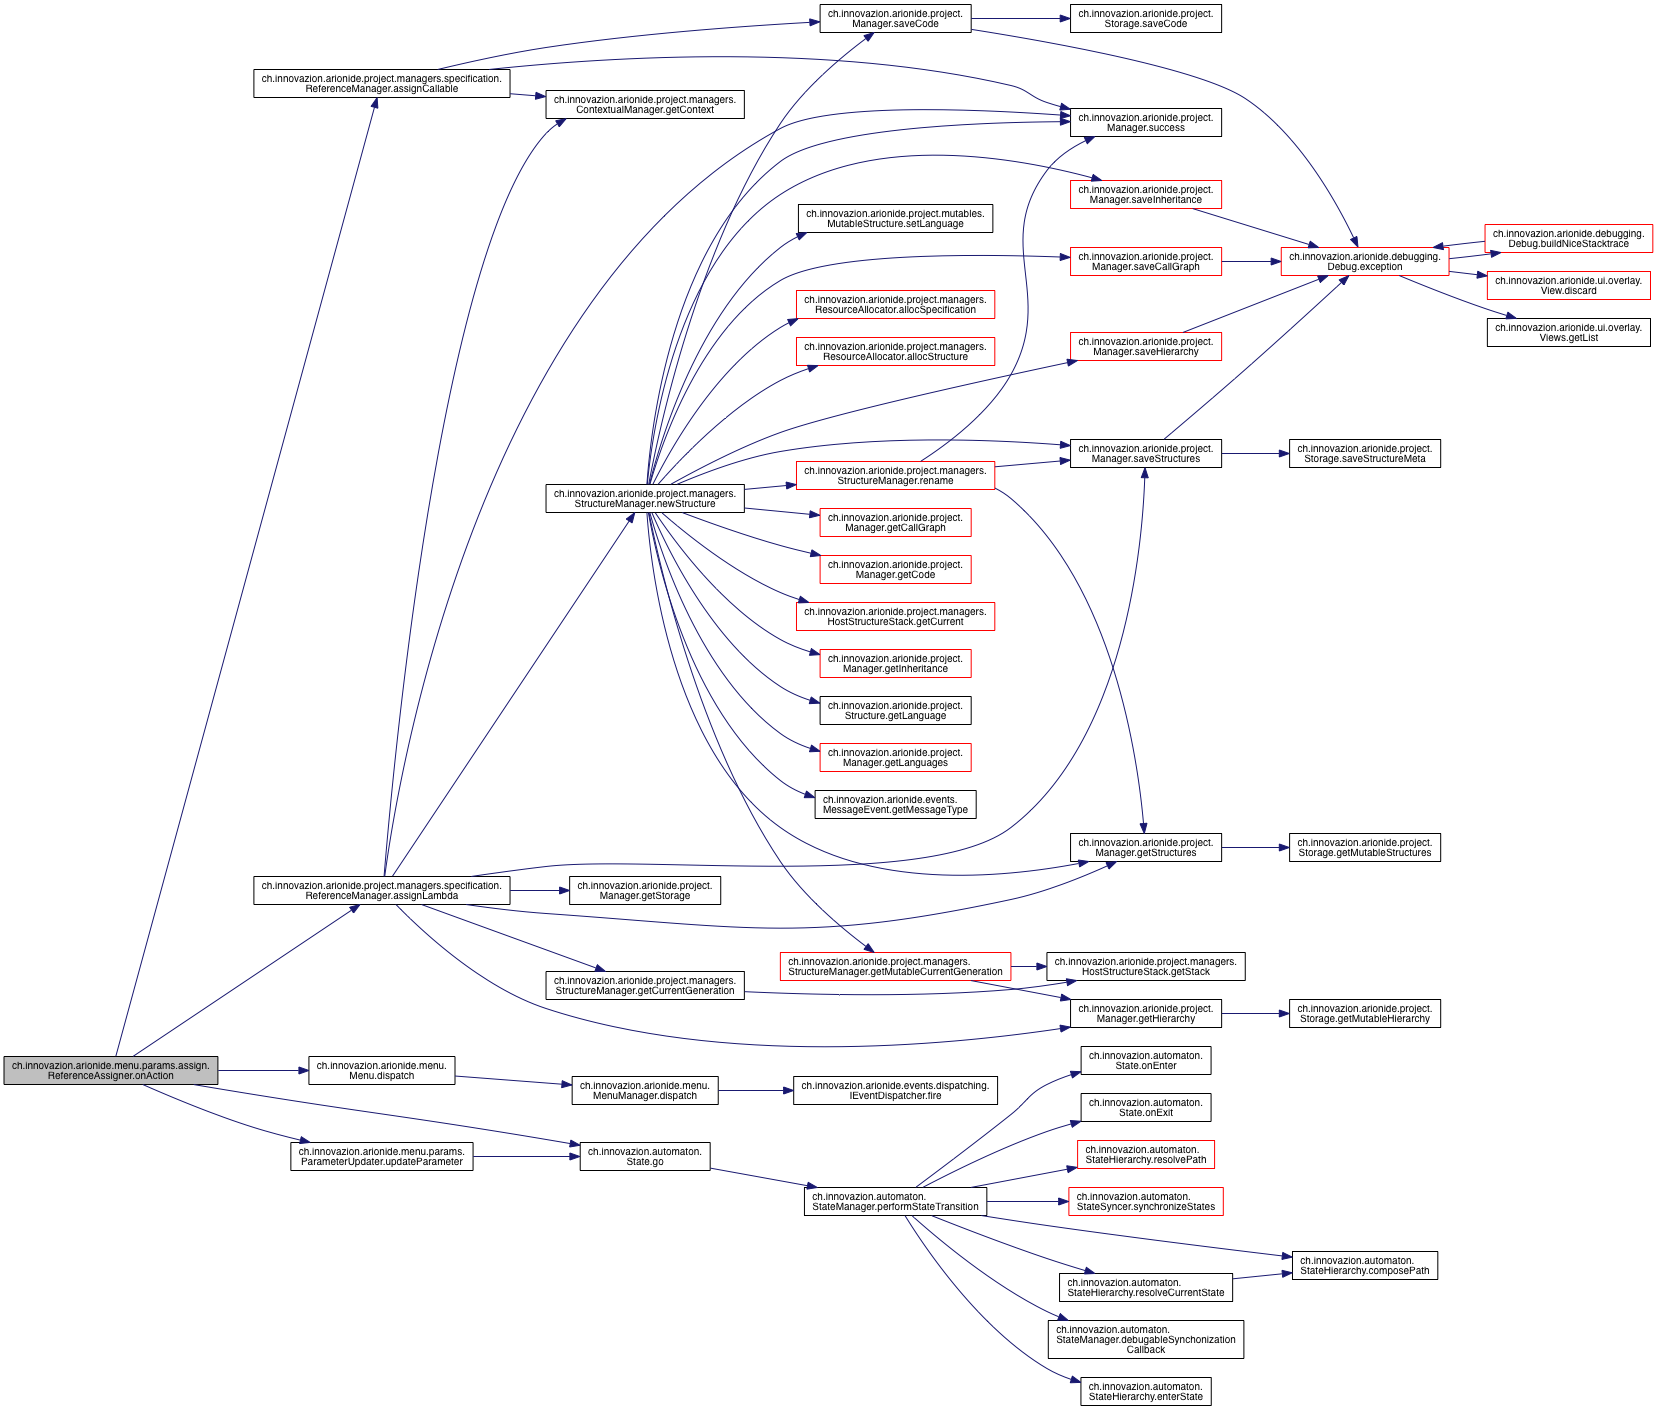 ch.innovazion.arionide.project.
Manager.saveCode
ch.innovazion.arionide.project.
Storage.saveCode
ch.innovazion.arionide.project.managers.specification.
ReferenceManager.assignCallable
ch.innovazion.arionide.project.managers.
ContextualManager.getContext
ch.innovazion.arionide.project.
Manager.success
ch.innovazion.arionide.project.
Manager.saveInheritance
ch.innovazion.arionide.project.mutables.
MutableStructure.setLanguage
ch.innovazion.arionide.project.
Manager.saveCallGraph
ch.innovazion.arionide.debugging.
Debug.exception
ch.innovazion.arionide.debugging.
Debug.buildNiceStacktrace
ch.innovazion.arionide.ui.overlay.
View.discard
ch.innovazion.arionide.ui.overlay.
Views.getList
ch.innovazion.arionide.project.managers.
ResourceAllocator.allocSpecification
ch.innovazion.arionide.project.managers.
ResourceAllocator.allocStructure
ch.innovazion.arionide.project.
Manager.saveHierarchy
ch.innovazion.arionide.project.
Manager.saveStructures
ch.innovazion.arionide.project.
Storage.saveStructureMeta
ch.innovazion.arionide.project.managers.
StructureManager.rename
ch.innovazion.arionide.project.managers.
StructureManager.newStructure
ch.innovazion.arionide.project.
Manager.getCallGraph
ch.innovazion.arionide.project.
Manager.getCode
ch.innovazion.arionide.project.managers.
HostStructureStack.getCurrent
ch.innovazion.arionide.project.
Manager.getInheritance
ch.innovazion.arionide.project.
Structure.getLanguage
ch.innovazion.arionide.project.
Manager.getLanguages
ch.innovazion.arionide.events.
MessageEvent.getMessageType
ch.innovazion.arionide.project.
Manager.getStructures
ch.innovazion.arionide.project.
Storage.getMutableStructures
ch.innovazion.arionide.project.managers.specification.
ReferenceManager.assignLambda
ch.innovazion.arionide.project.
Manager.getStorage
ch.innovazion.arionide.project.managers.
StructureManager.getCurrentGeneration
ch.innovazion.arionide.project.managers.
StructureManager.getMutableCurrentGeneration
ch.innovazion.arionide.project.managers.
HostStructureStack.getStack
ch.innovazion.arionide.project.
Manager.getHierarchy
ch.innovazion.arionide.project.
Storage.getMutableHierarchy
ch.innovazion.arionide.menu.params.assign.
ReferenceAssigner.onAction
ch.innovazion.arionide.menu.
Menu.dispatch
ch.innovazion.arionide.menu.
MenuManager.dispatch
ch.innovazion.arionide.events.dispatching.
IEventDispatcher.fire
ch.innovazion.arionide.menu.params.
ParameterUpdater.updateParameter
ch.innovazion.automaton.
State.go
ch.innovazion.automaton.
StateManager.performStateTransition
ch.innovazion.automaton.
State.onEnter
ch.innovazion.automaton.
State.onExit
ch.innovazion.automaton.
StateHierarchy.resolvePath
ch.innovazion.automaton.
StateSyncer.synchronizeStates
ch.innovazion.automaton.
StateHierarchy.composePath
ch.innovazion.automaton.
StateHierarchy.resolveCurrentState
ch.innovazion.automaton.
StateManager.debugableSynchonization
Callback
ch.innovazion.automaton.
StateHierarchy.enterState